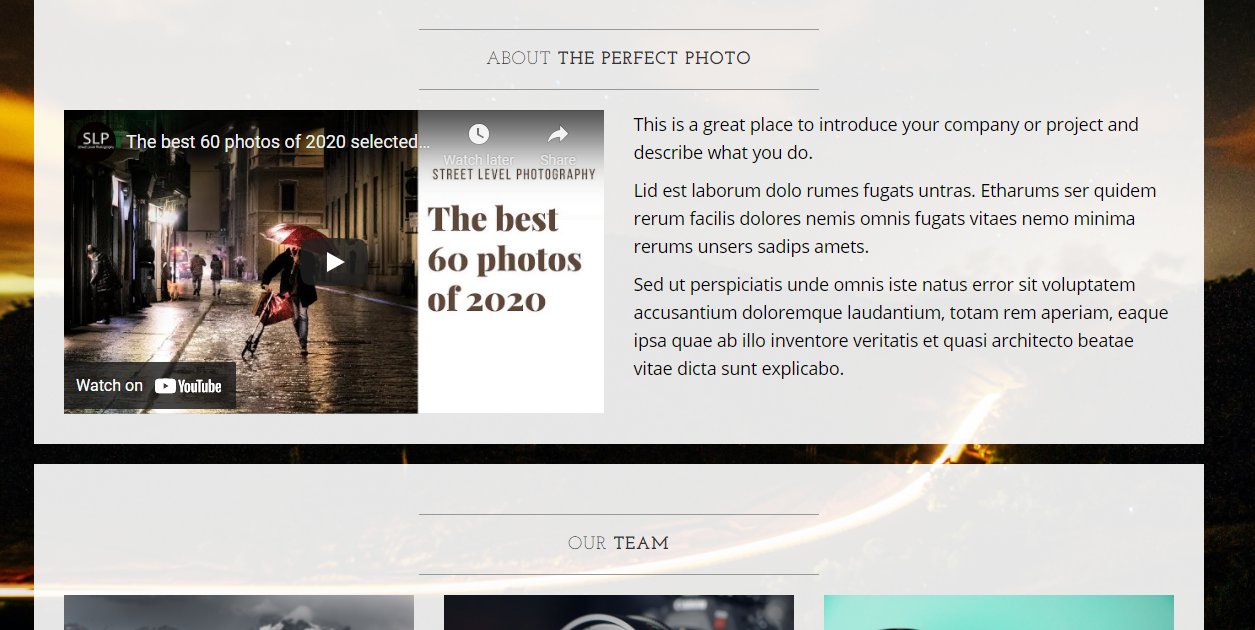 ABOUT THE PERFECT PHOTO
SLP
The best 60 photos of 2020 selected...
Watch later
Share
STREET LEVEL PHOTOGRAPHY
The best
60 photos
of 2020
Watch on YouTube
This is a great place to introduce your company or project and
describe what you do.
Lid est laborum dolo rumes fugats untras. Etharums ser quidem
rerum facilis dolores nemis omnis fugats vitaes nemo minima
rerums unsers sadips amets.
Sed ut perspiciatis unde omnis iste natus error sit voluptatem
accusantium doloremque laudantium, totam rem aperiam, eaque
ipsa quae ab illo inventore veritatis et quasi architecto beatae
vitae dicta sunt explicabo.
OUR TEAM